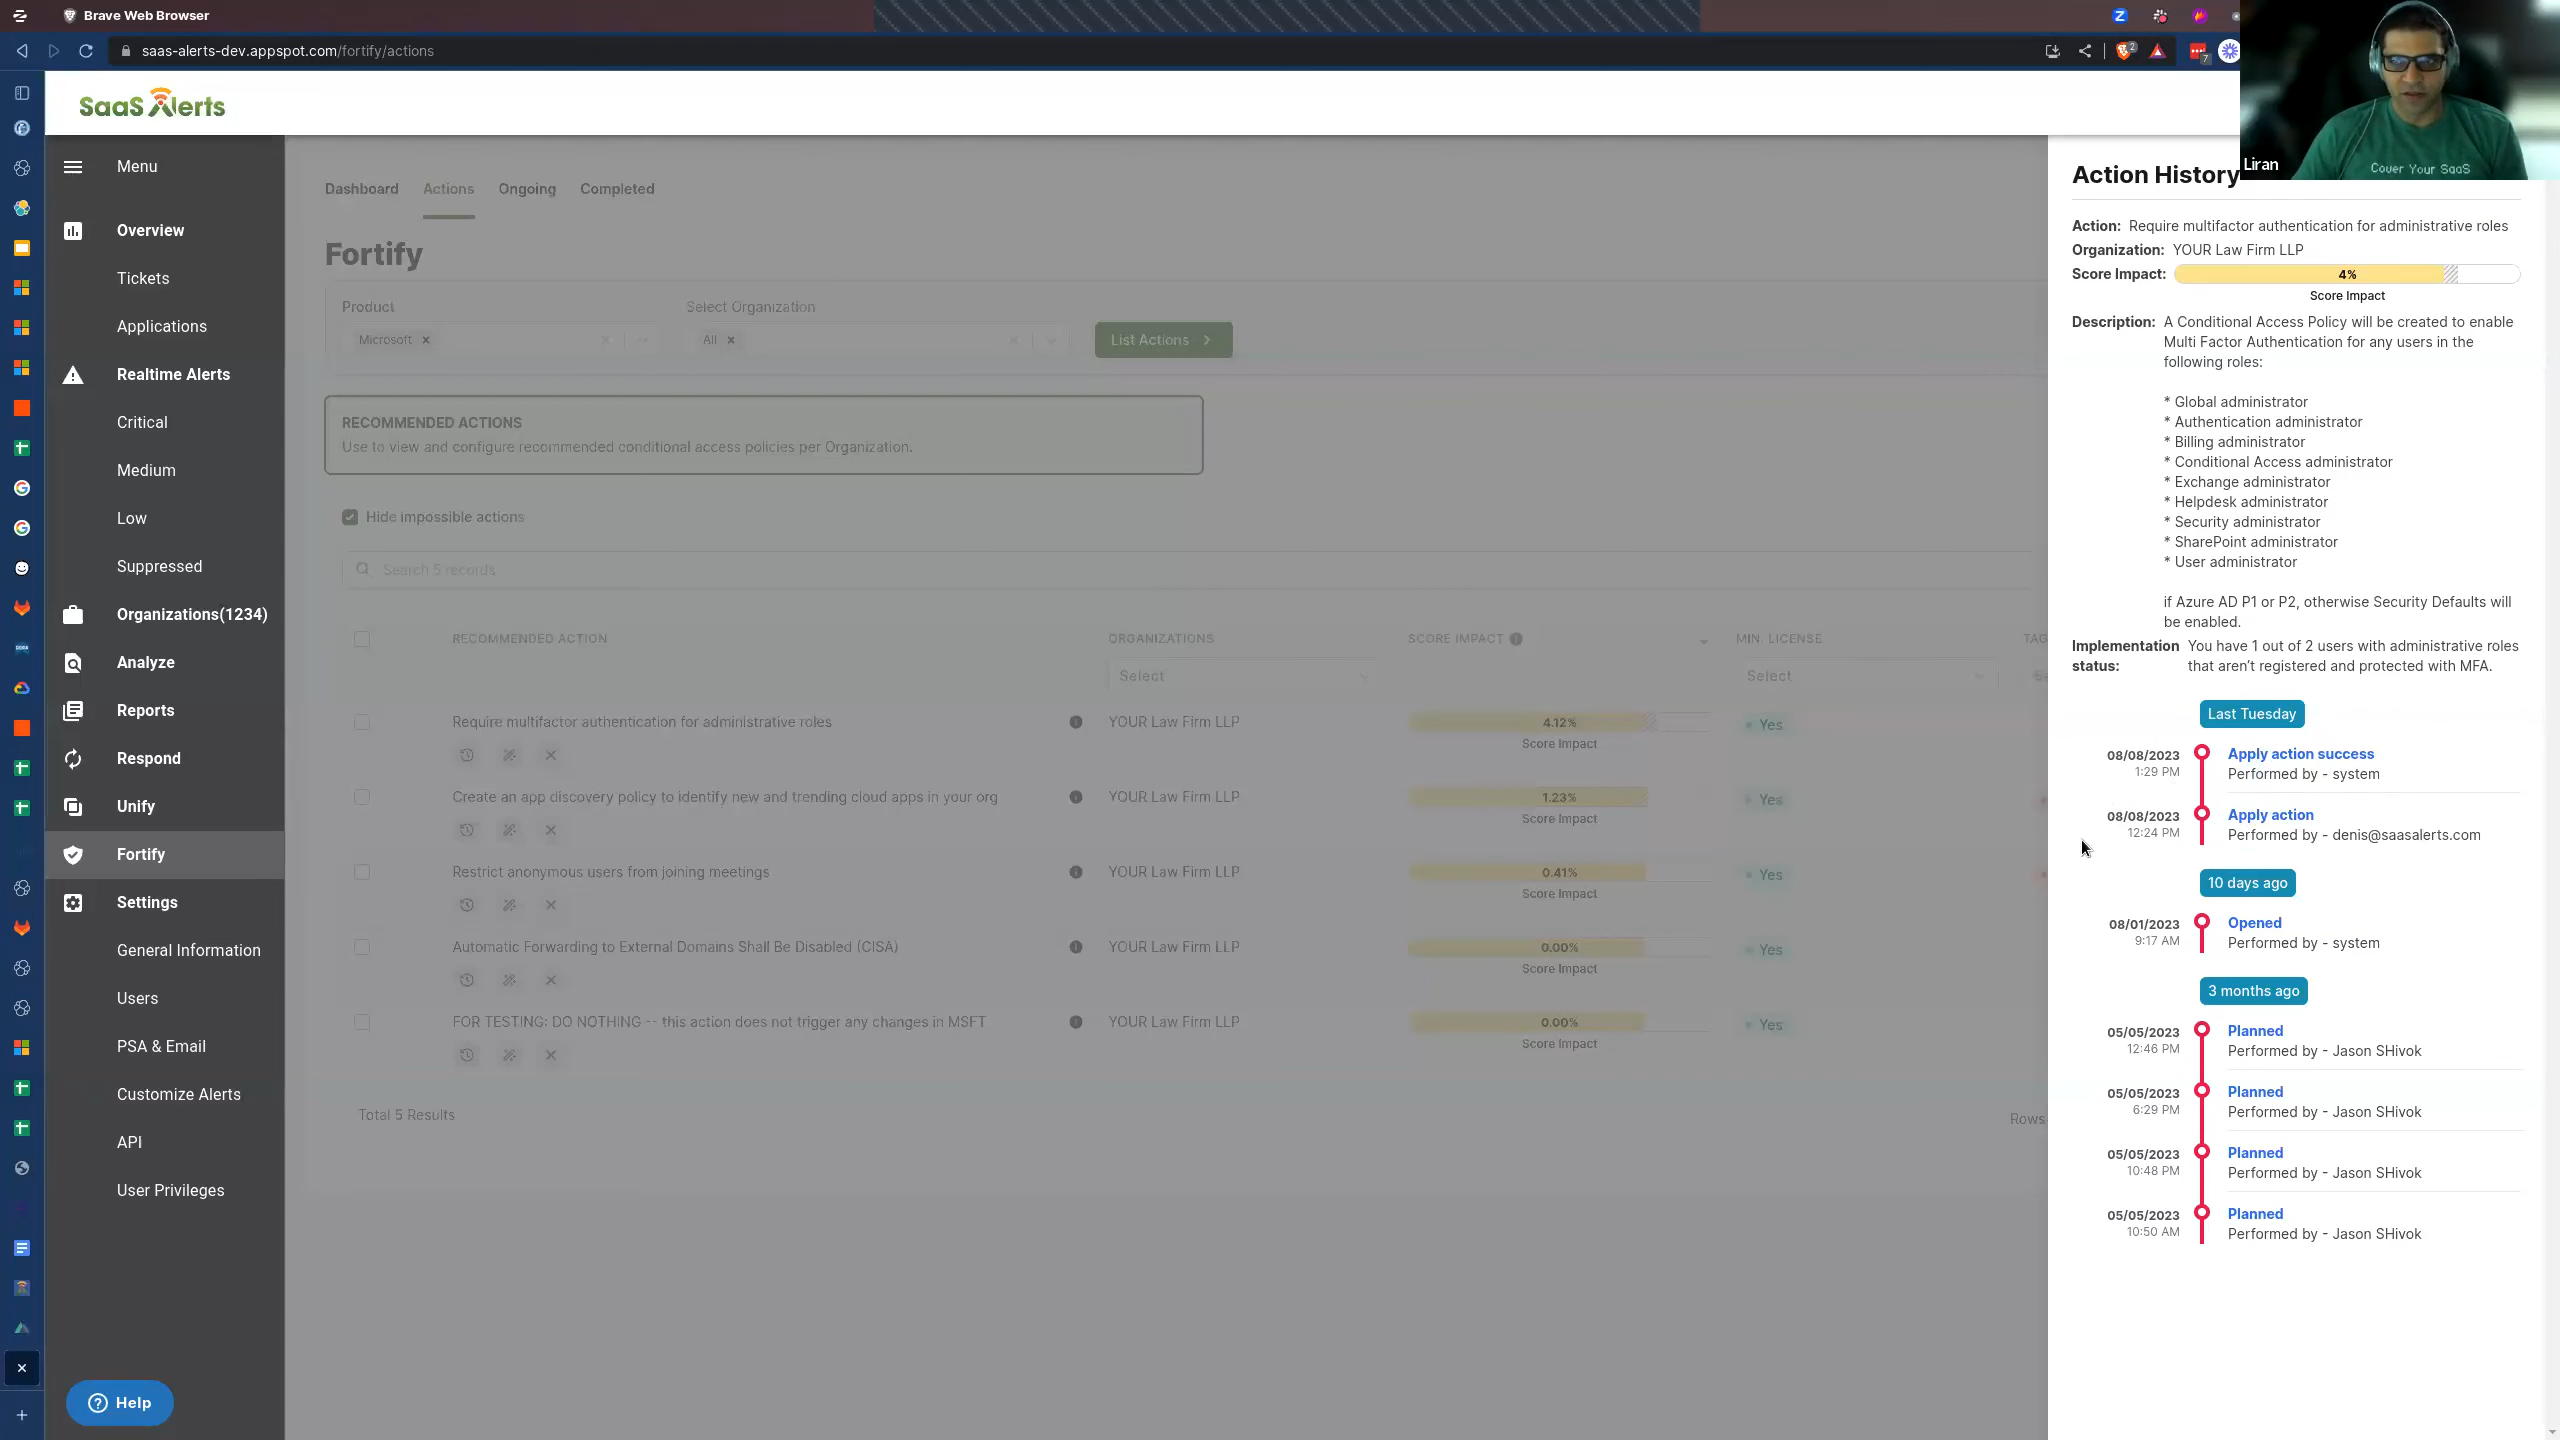 Brave Web Browser
saas-alerts-dev.appspot.com/fortify/actions
SaaS Alerts
Liran
Cover Your SaaS
Menu
Overview
Tickets
Applications
Realtime Alerts
Critical
Medium
Low
Suppressed
Organizations(1234)
Analyze
Reports
Respond
Unify
Fortify
Settings
General Information
Users
PSA & Email
Customize Alerts
API
User Privileges
Help
Dashboard Actions Ongoing Completed
Fortify
Product Select Organization
Microsoft All List Actions
RECOMMENDED ACTIONS
Use to view and configure recommended conditional access policies per Organization.
Hide impossible actions
Search 5 records
RECOMMENDED ACTION ORGANIZATIONS SCORE IMPACT MIN. LICENSE TAG
Select Select
Require multifactor authentication for administrative roles YOUR Law Firm LLP 4.12% Yes
Score Impact
Create an app discovery policy to identify new and trending cloud apps in your org YOUR Law Firm LLP 1.23% Yes
Score Impact
Restrict anonymous users from joining meetings YOUR Law Firm LLP 0.41% Yes
Score Impact
Automatic Forwarding to External Domains Shall Be Disabled (CISA) YOUR Law Firm LLP 0.00% Yes
Score Impact
FOR TESTING: DO NOTHING -- this action does not trigger any changes in MSFT YOUR Law Firm LLP 0.00% Yes
Score Impact
Total 5 Results Rows
Action History
Action: Require multifactor authentication for administrative roles
Organization: YOUR Law Firm LLP
Score Impact: 4%
Score Impact
Description: A Conditional Access Policy will be created to enable
Multi Factor Authentication for any users in the
following roles:
* Global administrator
* Authentication administrator
* Billing administrator
* Conditional Access administrator
* Exchange administrator
* Helpdesk administrator
* Security administrator
* SharePoint administrator
* User administrator
if Azure AD P1 or P2, otherwise Security Defaults will
be enabled.
Implementation You have 1 out of 2 users with administrative roles
status: that aren't registered and protected with MFA.
Last Tuesday
08/08/2023 Apply action success
1:29 PM Performed by - system
08/08/2023 Apply action
12:24 PM Performed by - denis@saasalerts.com
10 days ago
08/01/2023 Opened
9:17 AM Performed by - system
3 months ago
05/05/2023 Planned
12:46 PM Performed by - Jason SHivok
05/05/2023 Planned
6:29 PM Performed by - Jason SHivok
05/05/2023 Planned
10:48 PM Performed by - Jason SHivok
05/05/2023 Planned
10:50 AM Performed by - Jason SHivok